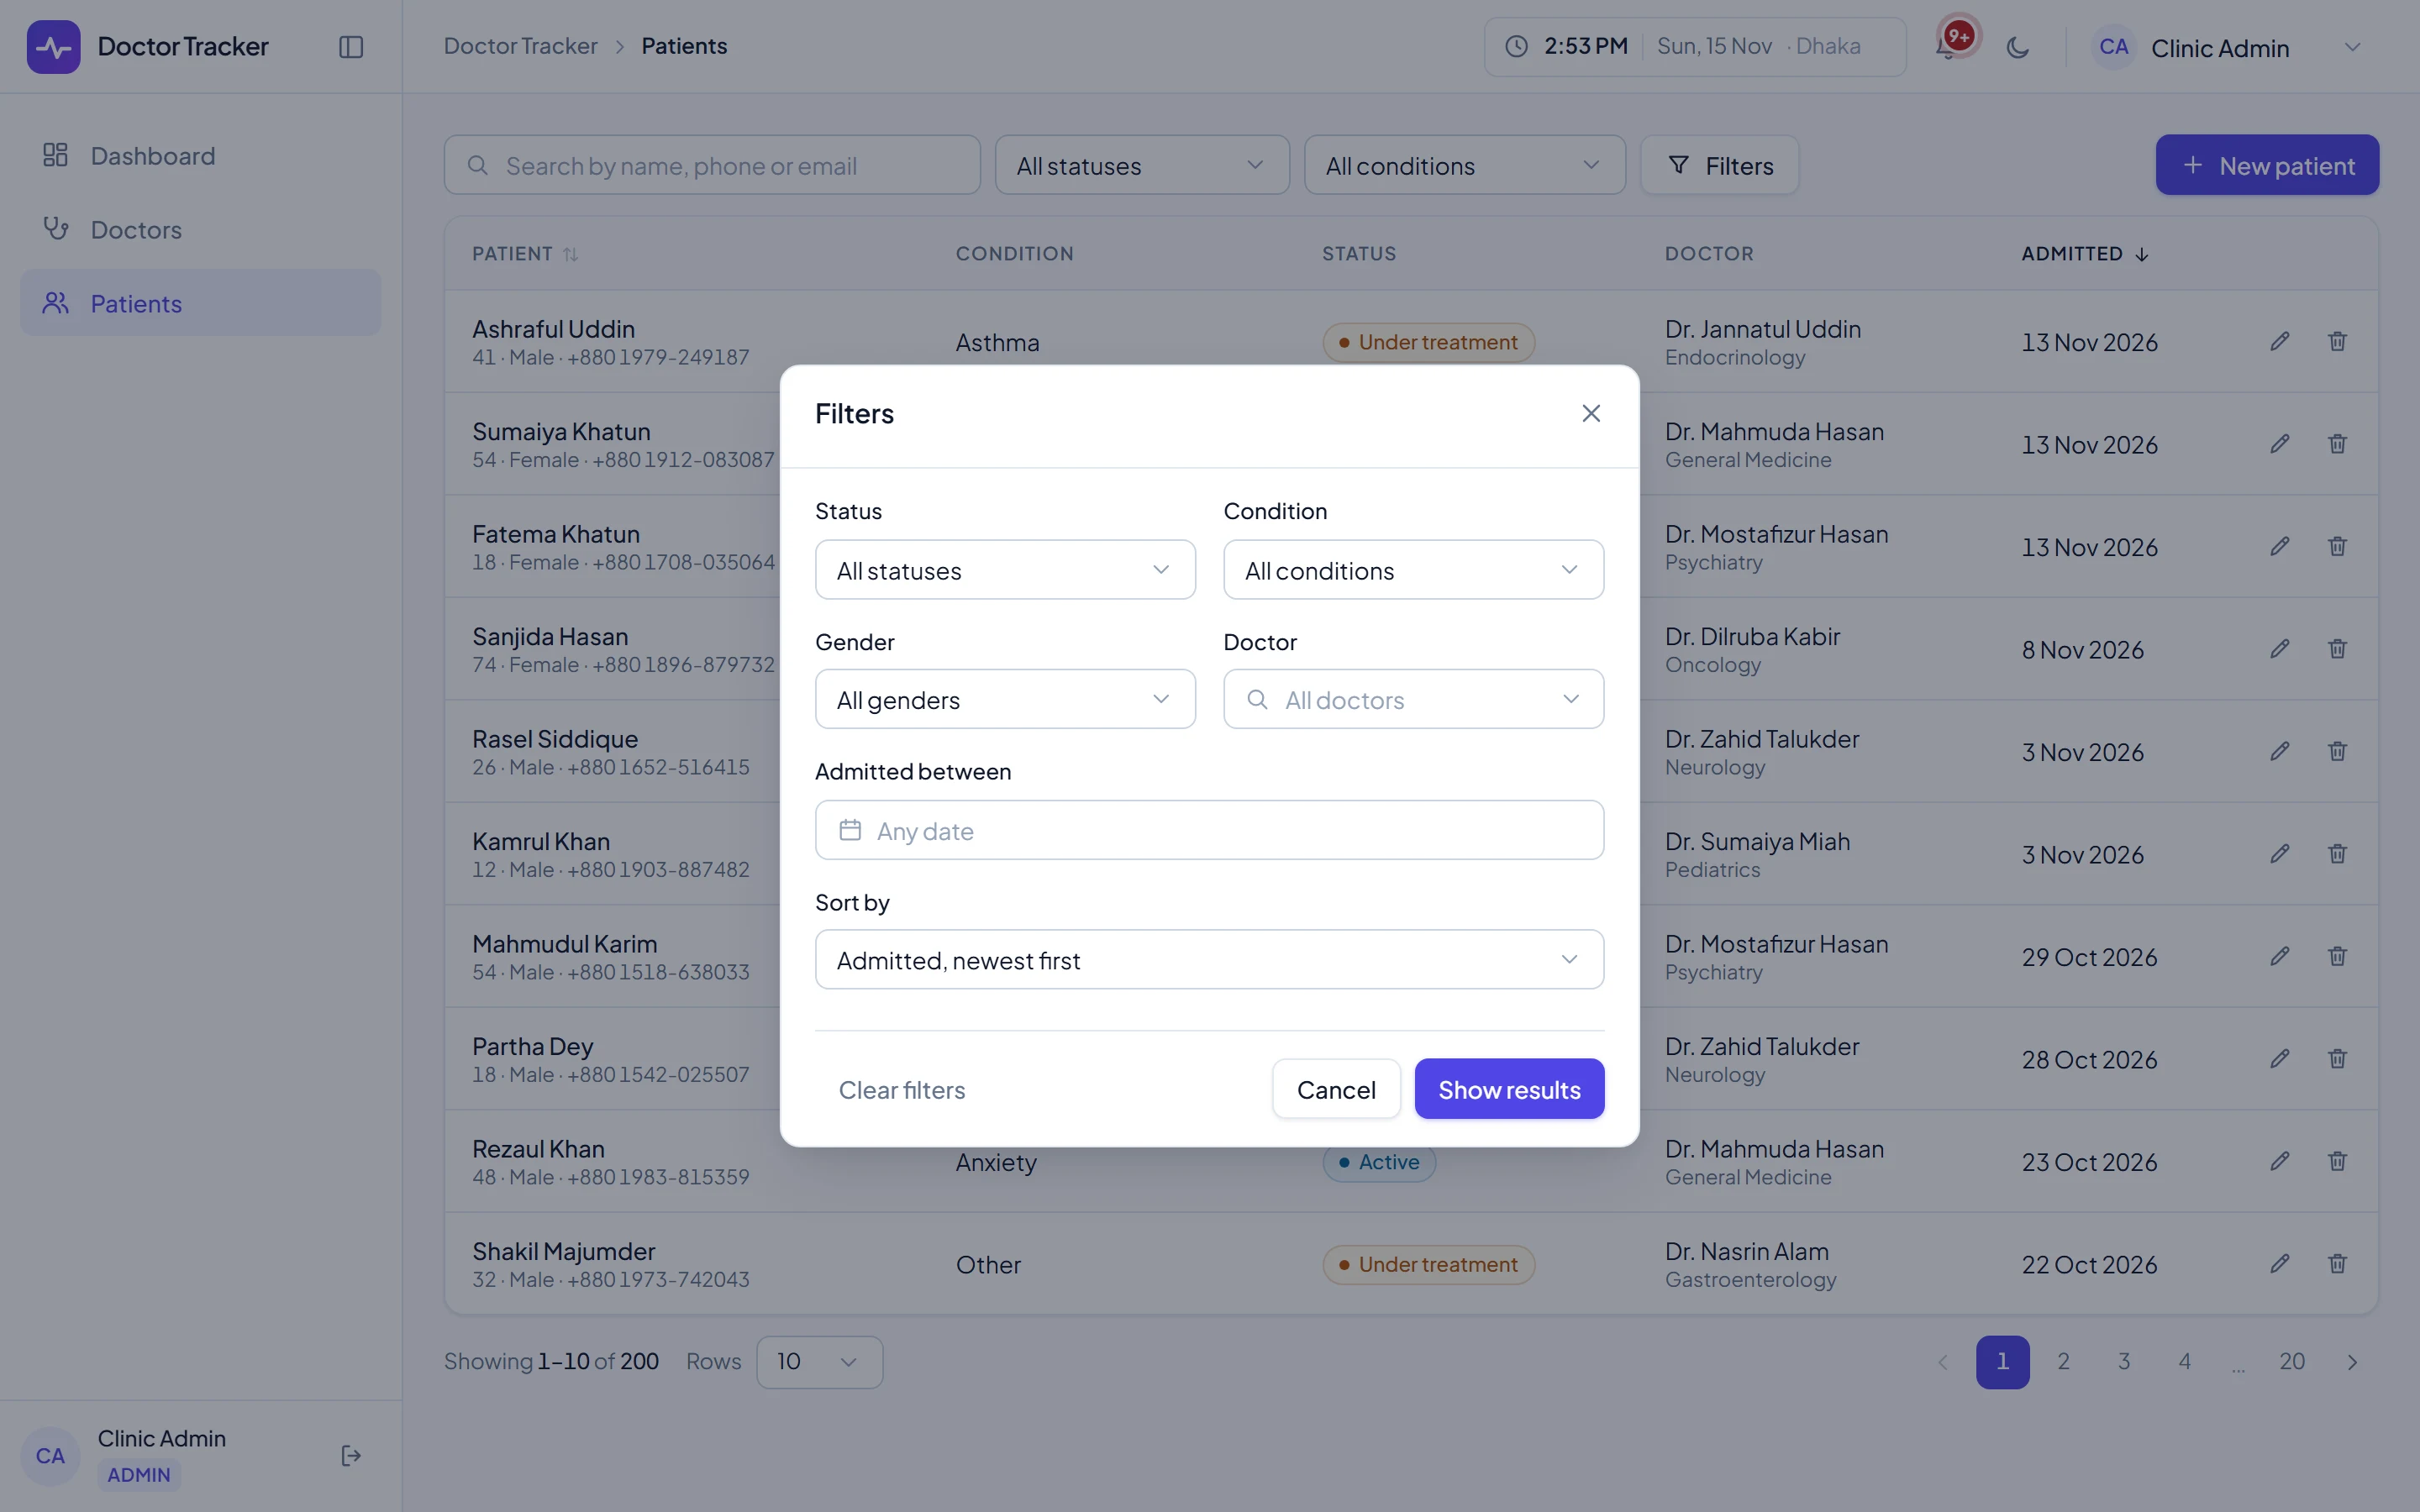 Doctor Tracker
Doctor Tracker > Patients
2:53 PM Sun, 15 Nov · Dhaka
9+
CA Clinic Admin
Dashboard
Doctors
Patients
Search by name, phone or email
All statuses
All conditions
Filters
+ New patient
PATIENT CONDITION STATUS DOCTOR ADMITTED
Ashraful Uddin
41 · Male · +880 1979-249187
Asthma
Under treatment
Dr. Jannatul Uddin
Endocrinology
13 Nov 2026
Sumaiya Khatun
54 · Female · +880 1912-083087
Dr. Mahmuda Hasan
General Medicine
13 Nov 2026
Fatema Khatun
18 · Female · +880 1708-035064
Dr. Mostafizur Hasan
Psychiatry
13 Nov 2026
Sanjida Hasan
74 · Female · +880 1896-879732
Dr. Dilruba Kabir
Oncology
8 Nov 2026
Rasel Siddique
26 · Male · +880 1652-516415
Dr. Zahid Talukder
Neurology
3 Nov 2026
Kamrul Khan
12 · Male · +880 1903-887482
Dr. Sumaiya Miah
Pediatrics
3 Nov 2026
Mahmudul Karim
54 · Male · +880 1518-638033
Dr. Mostafizur Hasan
Psychiatry
29 Oct 2026
Partha Dey
18 · Male · +880 1542-025507
Dr. Zahid Talukder
Neurology
28 Oct 2026
Rezaul Khan
48 · Male · +880 1983-815359
Anxiety
Active
Dr. Mahmuda Hasan
General Medicine
23 Oct 2026
Shakil Majumder
32 · Male · +880 1973-742043
Other
Under treatment
Dr. Nasrin Alam
Gastroenterology
22 Oct 2026
Filters
Status
All statuses
Condition
All conditions
Gender
All genders
Doctor
All doctors
Admitted between
Any date
Sort by
Admitted, newest first
Clear filters
Cancel
Show results
Showing 1–10 of 200 Rows 10
1 2 3 4 ... 20
CA
Clinic Admin
ADMIN